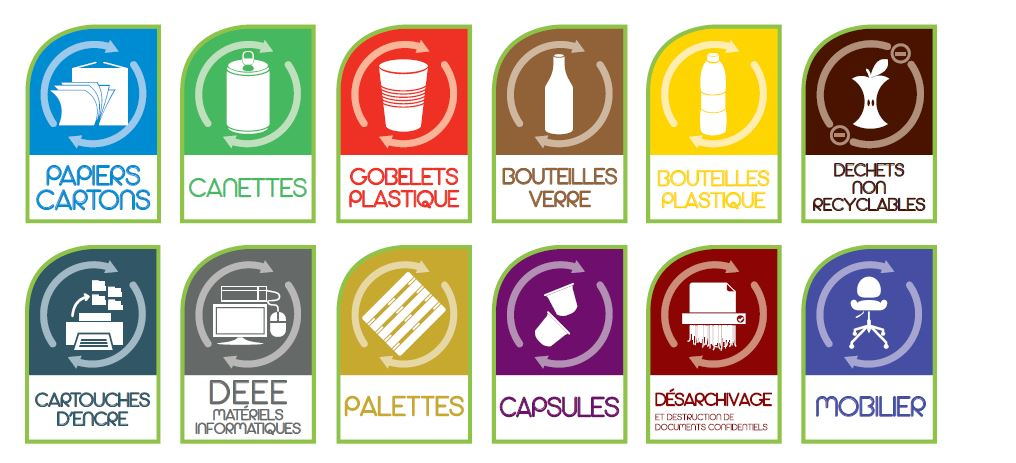 PAPIERS
CARTONS
CANETTES
GOBELETS
PLASTIQUE
BOUTEILLES
VERRE
BOUTEILLES
PLASTIQUE
DECHETS
NON
RECYCLABLES
CARTOUCHES
D'ENCRE
DEEE
MATÉRIELS
INFORMATIQUES
PALETTES
CAPSULES
DÉSARCHIVAGE
ET DESTRUCTION DE
DOCUMENTS CONFIDENTIELS
MOBILIER